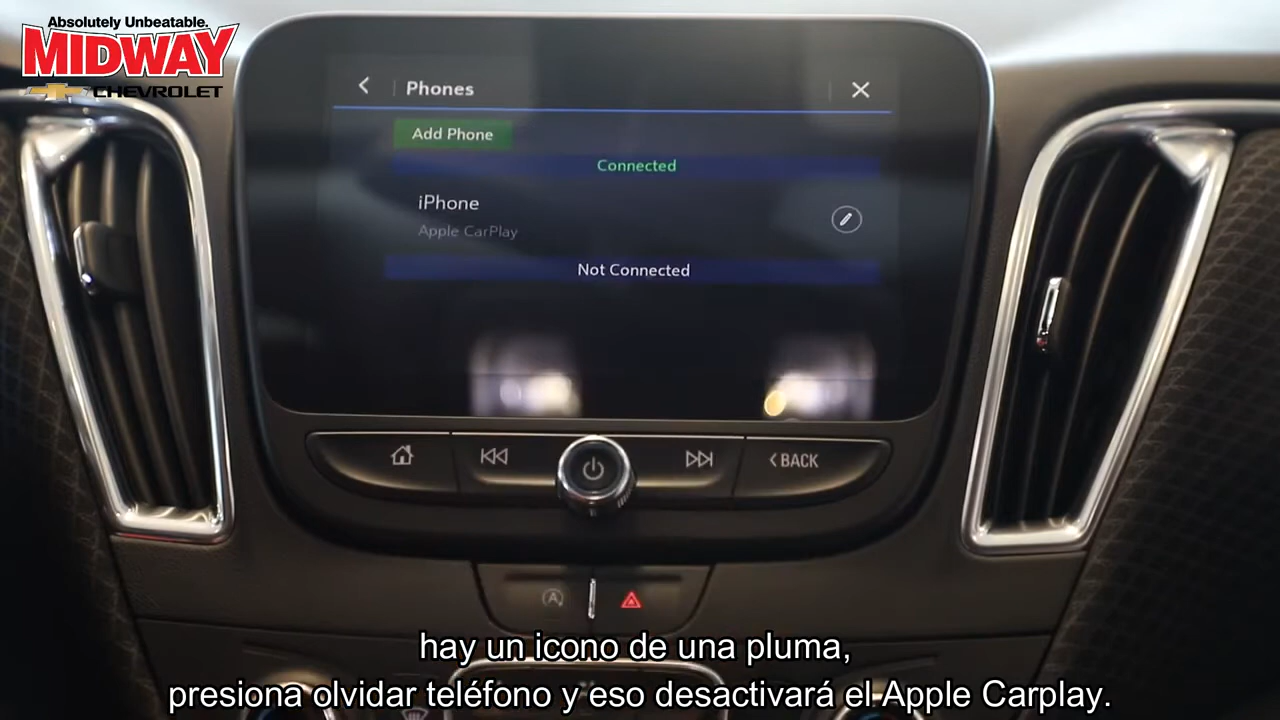 Absolutely Unbeatable.
MIDWAY
CHEVROLET
Phones
Add Phone
Connected
iPhone
Apple CarPlay
Not Connected
BACK
hay un icono de una pluma,
presiona olvidar teléfono y eso desactivará el Apple Carplay.